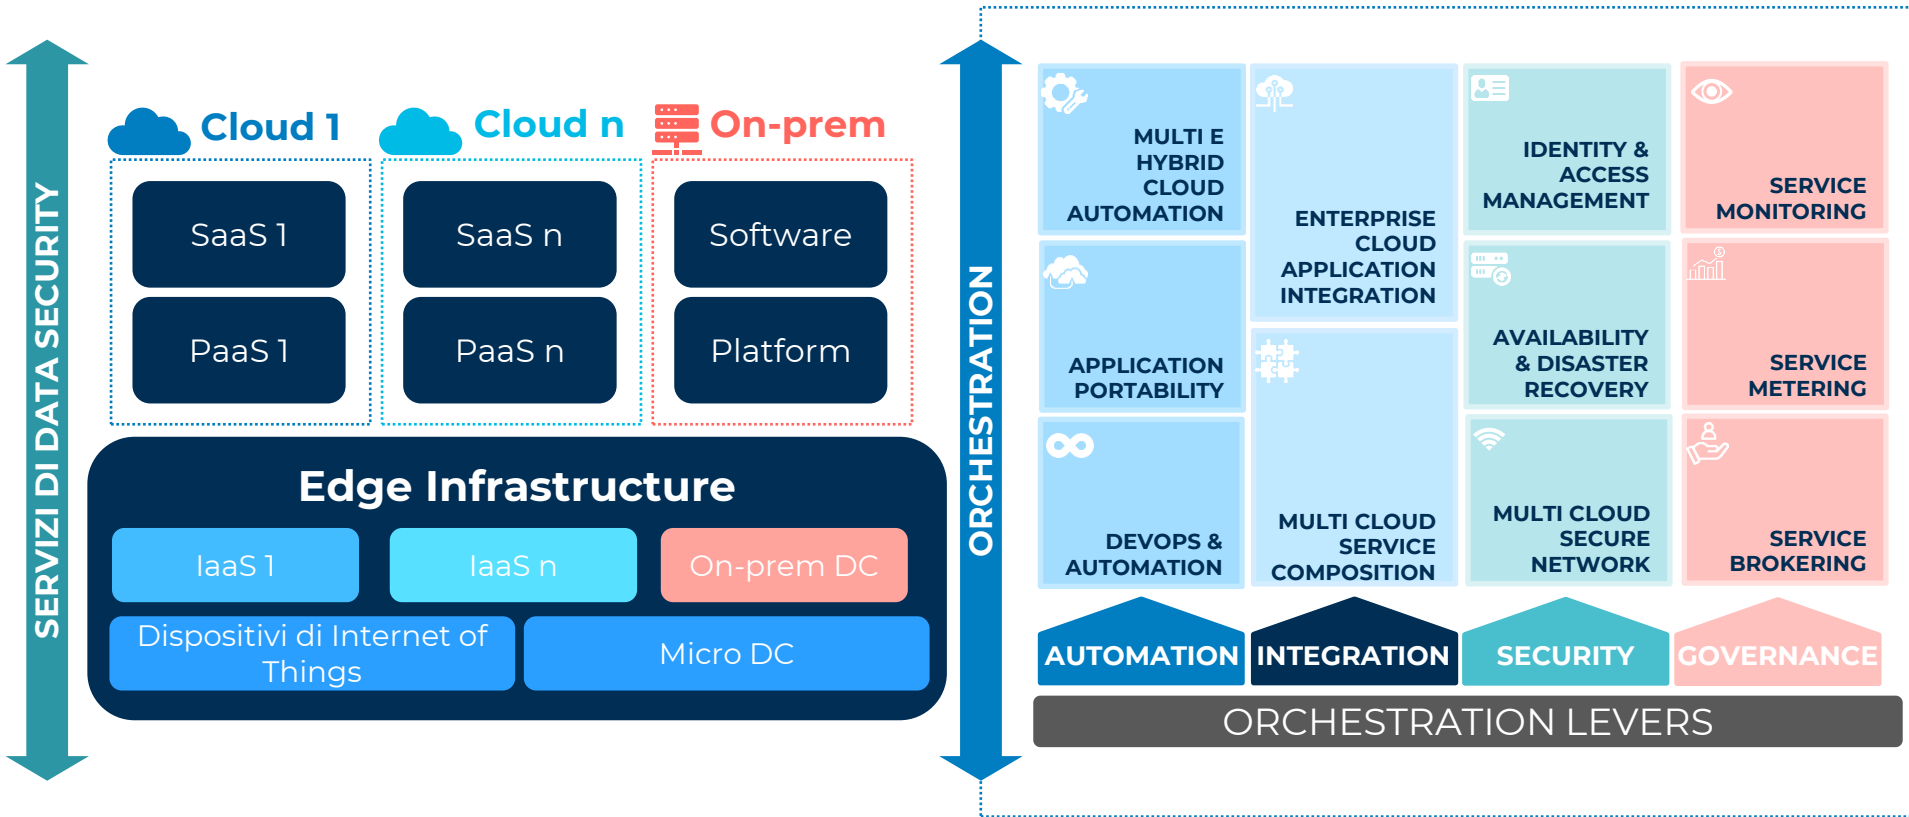 SERVIZI DI DATA SECURITY
Cloud 1
Cloud n
On-prem
SaaS 1
SaaS n
Software
PaaS 1
PaaS n
Platform
Edge Infrastructure
IaaS 1
IaaS n
On-prem DC
Dispositivi di Internet of
Things
Micro DC
ORCHESTRATION
MULTI E
HYBRID
CLOUD
AUTOMATION
APPLICATION
PORTABILITY
DEVOPS &
AUTOMATION
AUTOMATION
ENTERPRISE
CLOUD
APPLICATION
INTEGRATION
MULTI CLOUD
SERVICE
COMPOSITION
INTEGRATION
IDENTITY &
ACCESS
MANAGEMENT
AVAILABILITY
& DISASTER
RECOVERY
MULTI CLOUD
SECURE
NETWORK
SECURITY
SERVICE
MONITORING
SERVICE
METERING
SERVICE
BROKERING
GOVERNANCE
ORCHESTRATION LEVERS